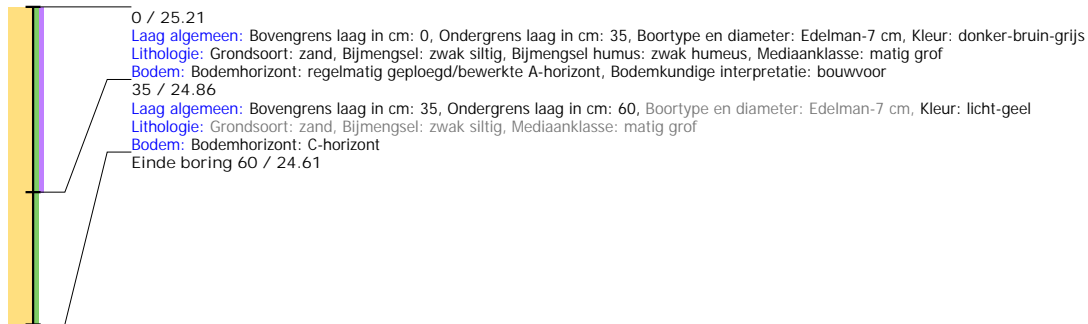 0 / 25.21
Laag algemeen: Bovengrens laag in cm: 0, Ondergrens laag in cm: 35, Boortype en diameter: Edelman-7 cm, Kleur: donker-bruin-grijs
Lithologie: Grondsoort: zand, Bijmengsel: zwak siltig, Bijmengsel humus: zwak humeus, Mediaanklasse: matig grof
Bodem: Bodemhorizont: regelmatig geploegd/bewerkte A-horizont, Bodemkundige interpretatie: bouwvoor
35 / 24.86
Laag algemeen: Bovengrens laag in cm: 35, Ondergrens laag in cm: 60, Boortype en diameter: Edelman-7 cm, Kleur: licht-geel
Lithologie: Grondsoort: zand, Bijmengsel: zwak siltig, Mediaanklasse: matig grof
Bodem: Bodemhorizont: C-horizont
Einde boring 60 / 24.61